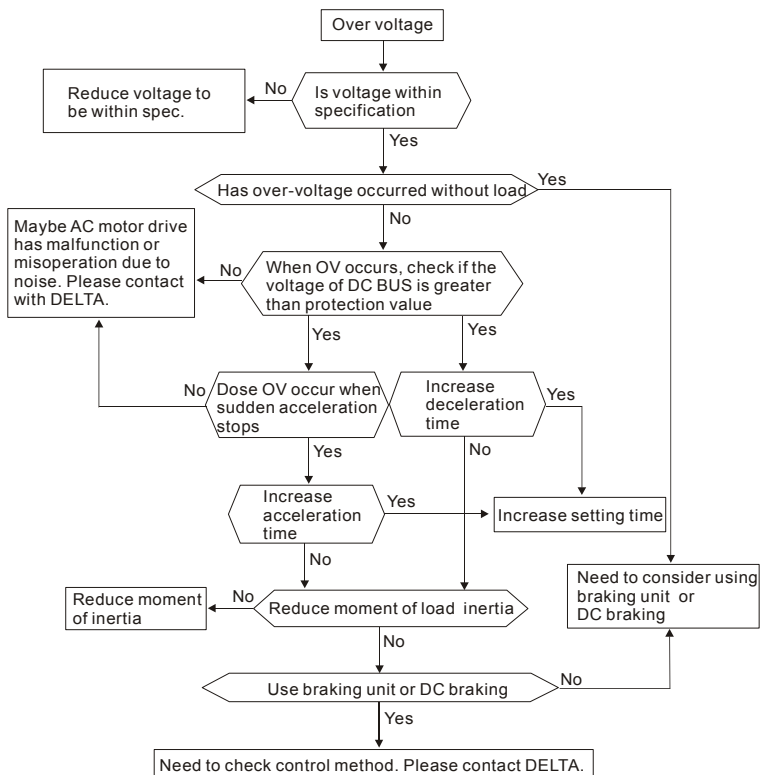 Over voltage
Reduce voltage to
be within spec.
No
Is voltage within
specification
Yes
Has over-voltage occurred without load
Yes
No
Maybe AC motor drive
has malfunction or
misoperation due to
noise. Please contact
with DELTA.
No
When OV occurs, check if the
voltage of DC BUS is greater
than protection value
Yes
Yes
No
Dose OV occur when
sudden acceleration
stops
Increase
deceleration
time
Yes
Yes
No
Increase
acceleration
time
Yes
Increase setting time
No
Reduce moment
of inertia
No
Reduce moment of load inertia
Need to consider using
braking unit or
DC braking
No
Use braking unit or DC braking
No
Yes
Need to check control method. Please contact DELTA.